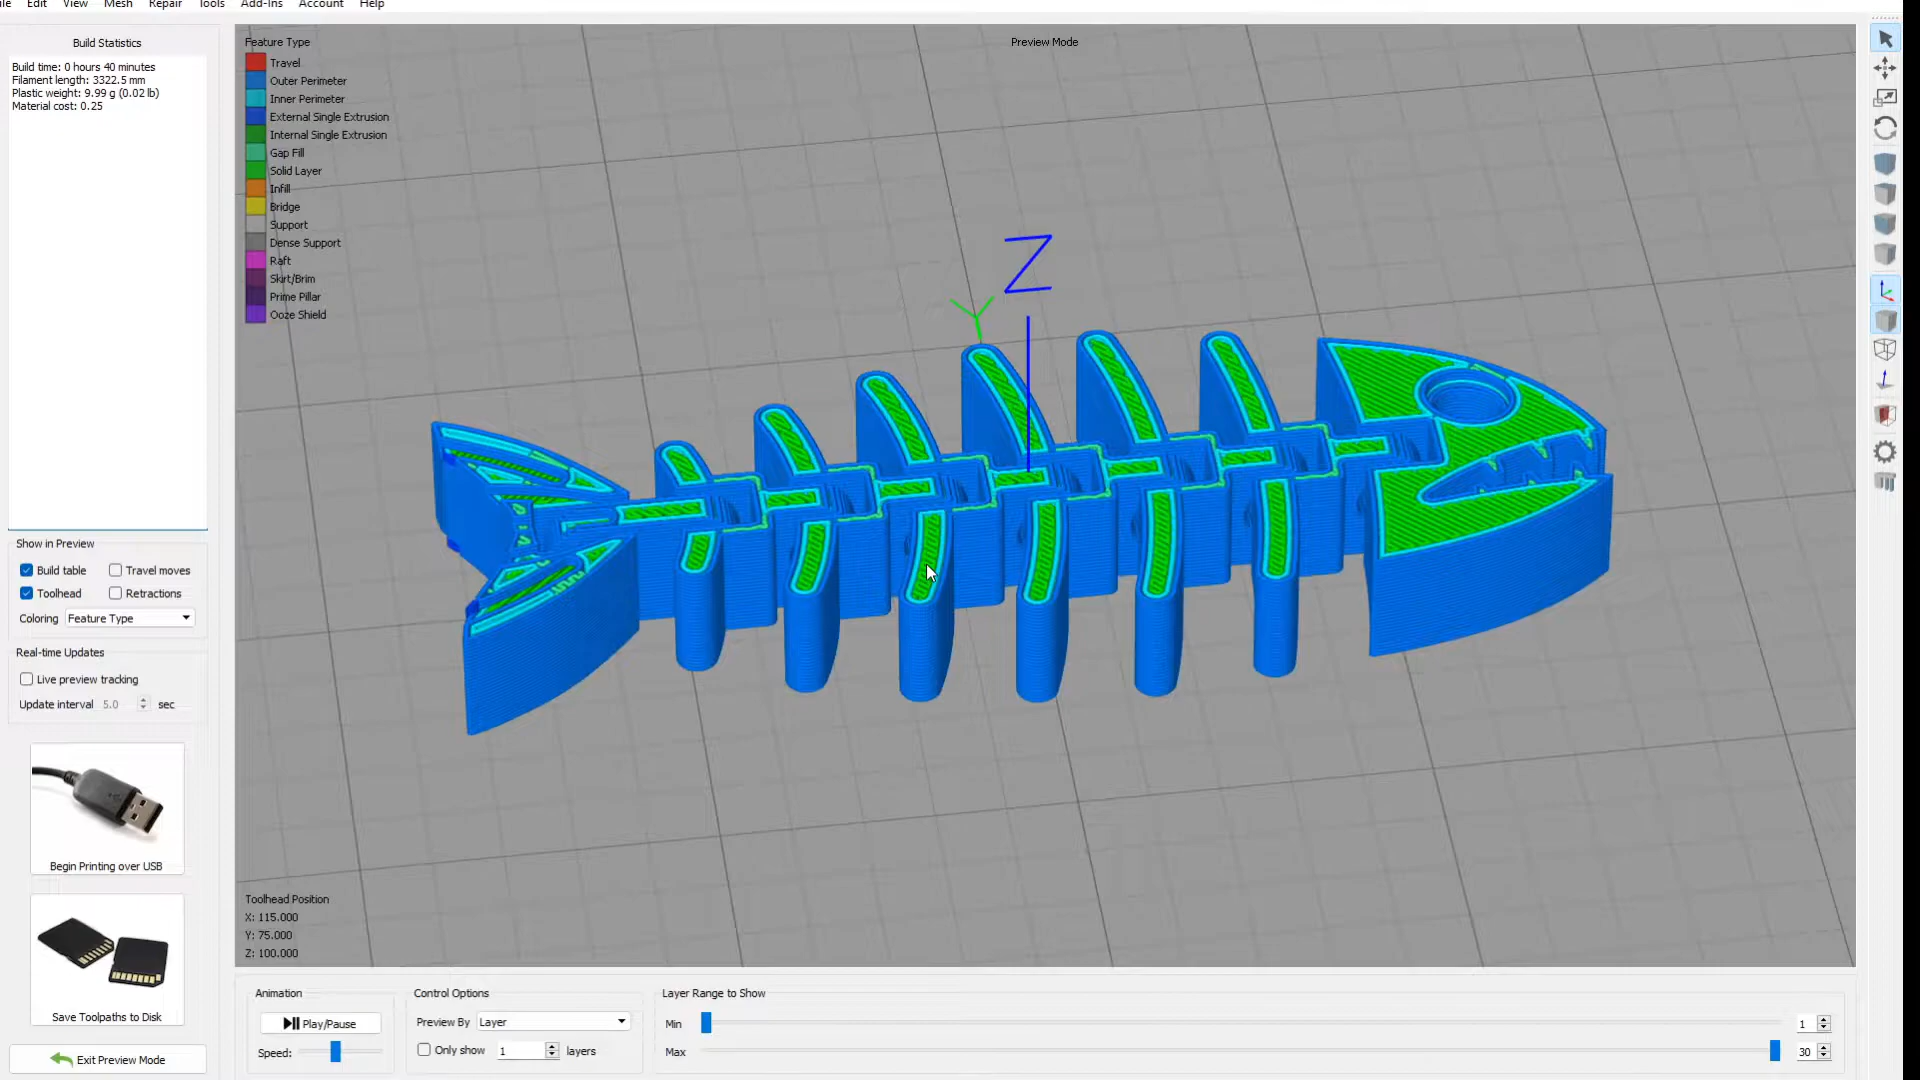 Edit View Mesh Repair Tools Add-Ins Account Help
Build Statistics
Build time: 0 hours 40 minutes
Filament length: 3322.5 mm
Plastic weight: 9.99 g (0.02 lb)
Material cost: 0.25
Show in Preview
Build table
Travel moves
Toolhead
Retractions
Coloring Feature Type
Real-time Updates
Live preview tracking
Update interval 5.0 sec
Begin Printing over USB
Save Toolpaths to Disk
Exit Preview Mode
Feature Type
Travel
Outer Perimeter
Inner Perimeter
External Single Extrusion
Internal Single Extrusion
Gap Fill
Solid Layer
Infill
Bridge
Support
Dense Support
Raft
Skirt/Brim
Prime Pillar
Ooze Shield
Preview Mode
Z
Y
Toolhead Position
X: 115.000
Y: 75.000
Z: 100.000
Animation
Play/Pause
Speed:
Control Options
Preview By Layer
Only show 1 layers
Layer Range to Show
Min 1
Max 30